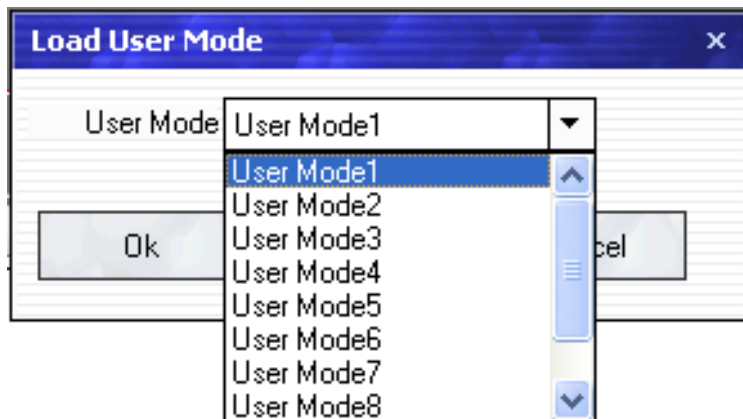 Load User Mode
User Mode User Mode1
User Mode1
User Mode2
User Mode3
Ok
User Mode4
User Mode5
User Mode6
User Mode7
User Mode8